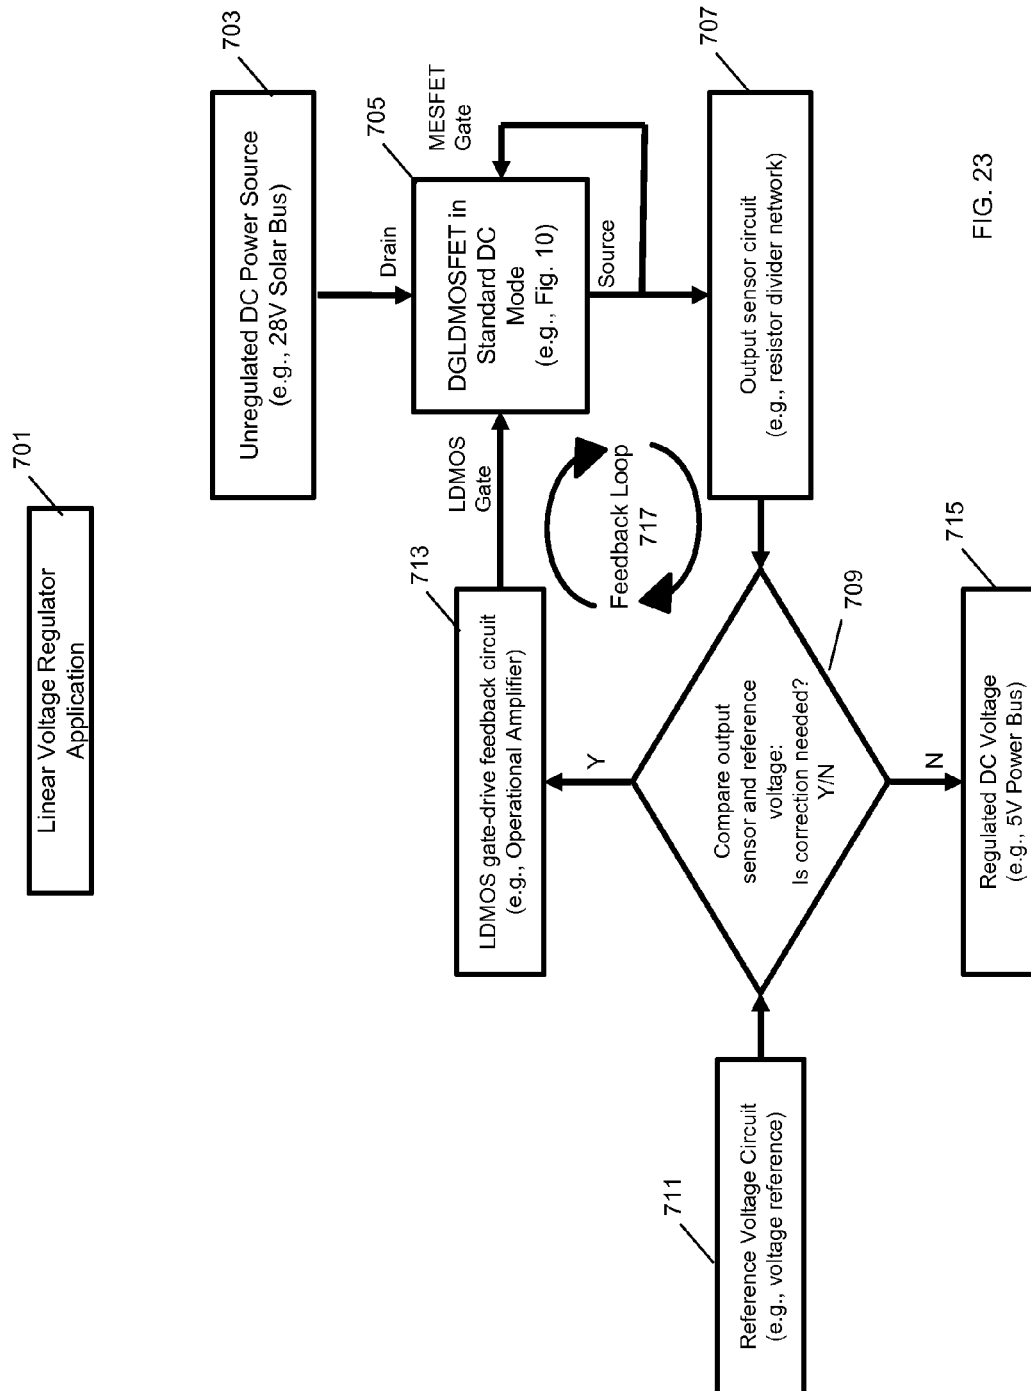 701
Linear Voltage Regulator
Application
703
Unregulated DC Power Source
(e.g., 28V Solar Bus)
Drain
705
MESFET
Gate
DGLDMOSFET in
Standard DC
Mode
(e.g., Fig. 10)
Source
LDMOS
Gate
713
LDMOS gate-drive feedback circuit
(e.g., Operational Amplifier)
Feedback Loop
717
707
Output sensor circuit
(e.g., resistor divider network)
Y
709
Compare output
sensor and reference
voltage:
Is correction needed?
Y/N
N
711
Reference Voltage Circuit
(e.g., voltage reference)
715
Regulated DC Voltage
(e.g., 5V Power Bus)
FIG. 23